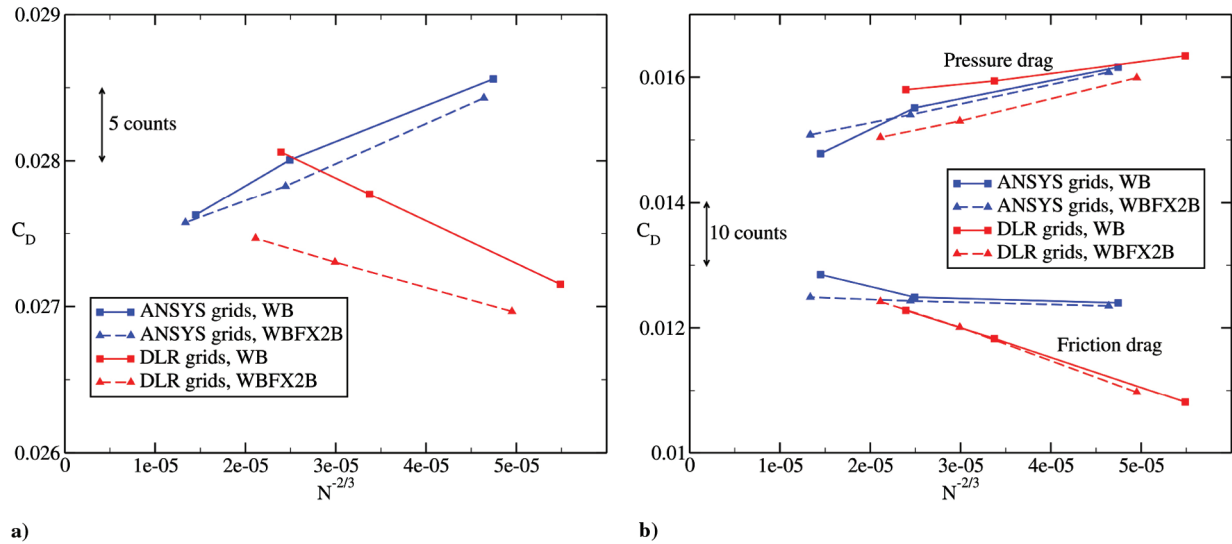 0.029
0.028
0.027
0.026
C_D
5 counts
ANSYS grids, WB
ANSYS grids, WBFX2B
DLR grids, WB
DLR grids, WBFX2B
0
1e-05
2e-05
3e-05
4e-05
5e-05
N^-2/3
a)
0.016
0.014
0.012
0.01
C_D
Pressure drag
ANSYS grids, WB
ANSYS grids, WBFX2B
DLR grids, WB
DLR grids, WBFX2B
10 counts
Friction drag
0
1e-05
2e-05
3e-05
4e-05
5e-05
N^-2/3
b)